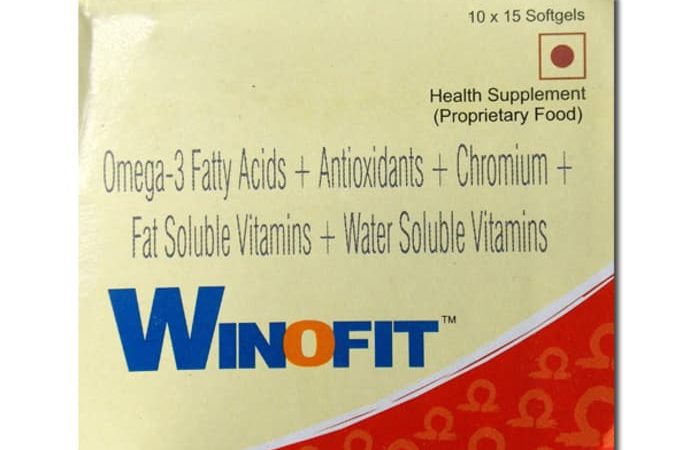 10 x 15 Softgels
Health Supplement
(Proprietary Food)
Omega-3 Fatty Acids + Antioxidants + Chromium +
Fat Soluble Vitamins + Water Soluble Vitamins
WINOFIT™